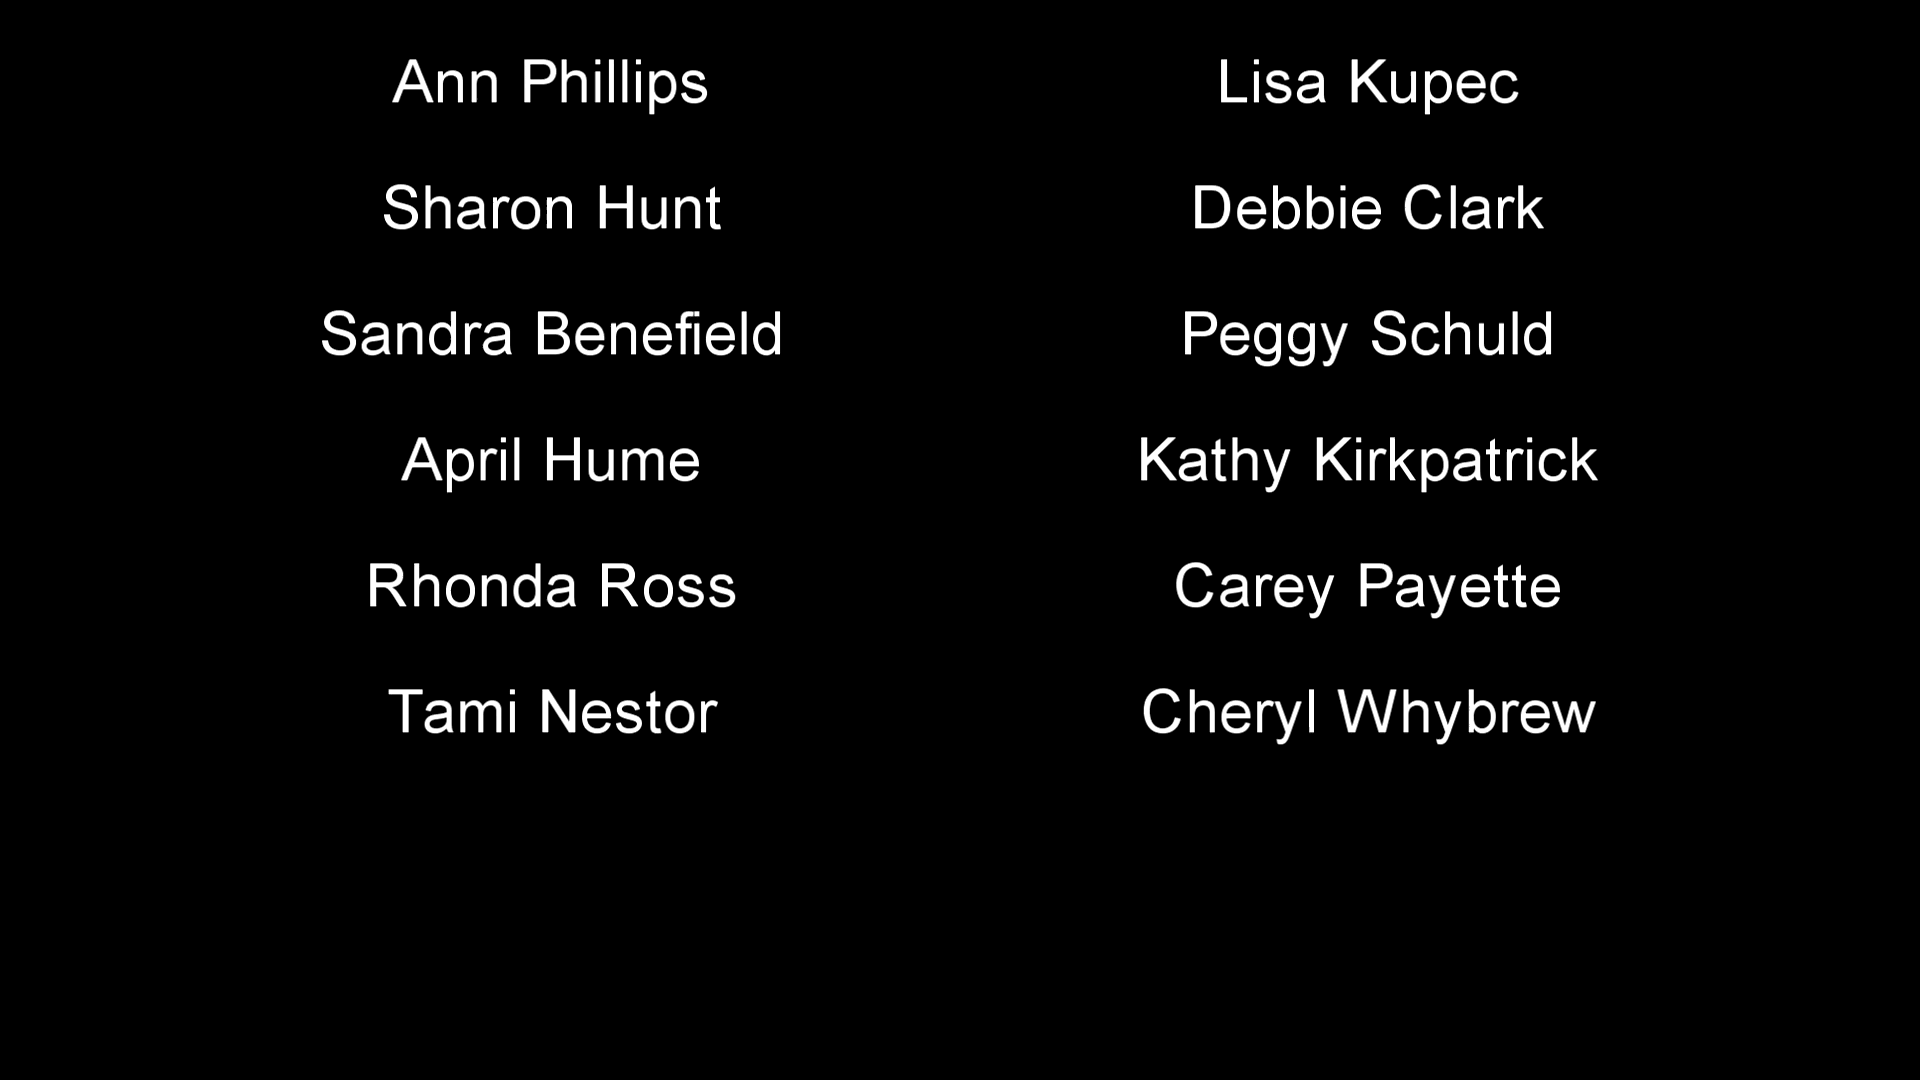 Ann Phillips
Lisa Kupec
Sharon Hunt
Debbie Clark
Sandra Benefield
Peggy Schuld
April Hume
Kathy Kirkpatrick
Rhonda Ross
Carey Payette
Tami Nestor
Cheryl Whybrew